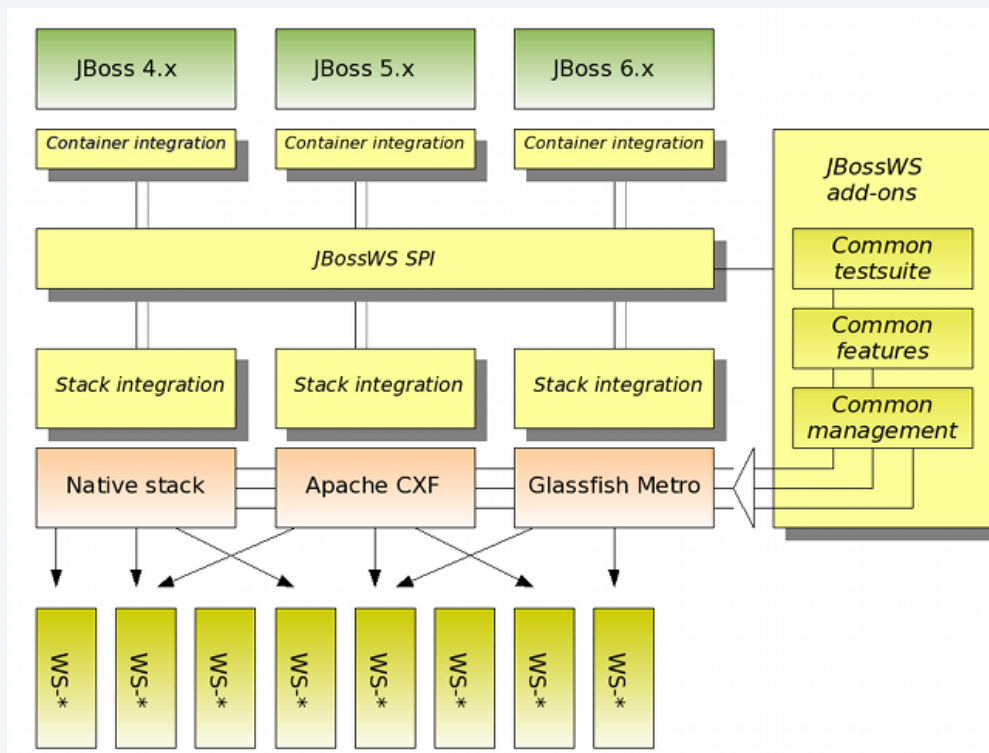 JBoss 4.x
JBoss 5.x
JBoss 6.x
Container integration
Container integration
Container integration
JBossWS
add-ons
JBossWS SPI
Common
testsuite
Common
features
Stack integration
Stack integration
Stack integration
Common
management
Native stack
Apache CXF
Glassfish Metro
WS-*
WS-*
WS-*
WS-*
WS-*
WS-*
WS-*
WS-*